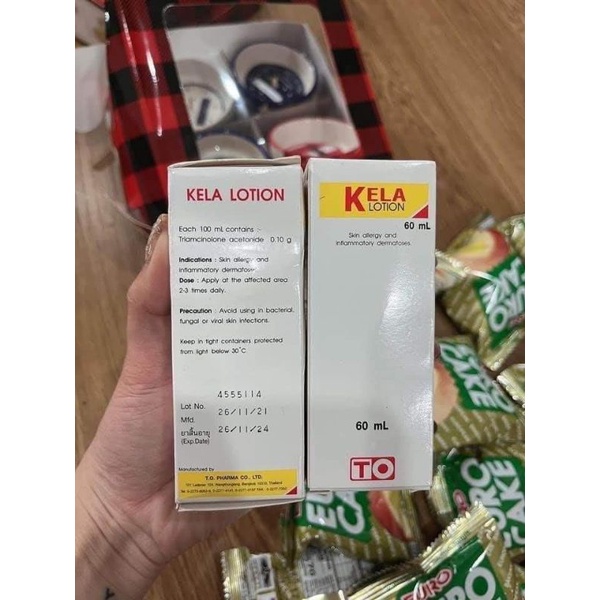 KELA LOTION
Each 100 mL contains :-
Triamcinolone acetonide 0.10 g
Indications : Skin allergy and
inflammatory dermatoses
Dose : Apply at the affected area
2-3 times daily.
Precaution : Avoid using in bacterial,
fungal or viral skin infections.
Keep in tight containers protected
from light below 30°C.
4555114
Lot No.
26/11/21
Mfd.
ยาสิ้นอายุ 26/11/24
(Exp.Date)
Manufactured by
T.O. PHARMA CO., LTD.
KELA
LOTION
60 mL
Skin allergy and
inflammatory dermatoses
60 mL
TO
EURO
CAKE
EURO